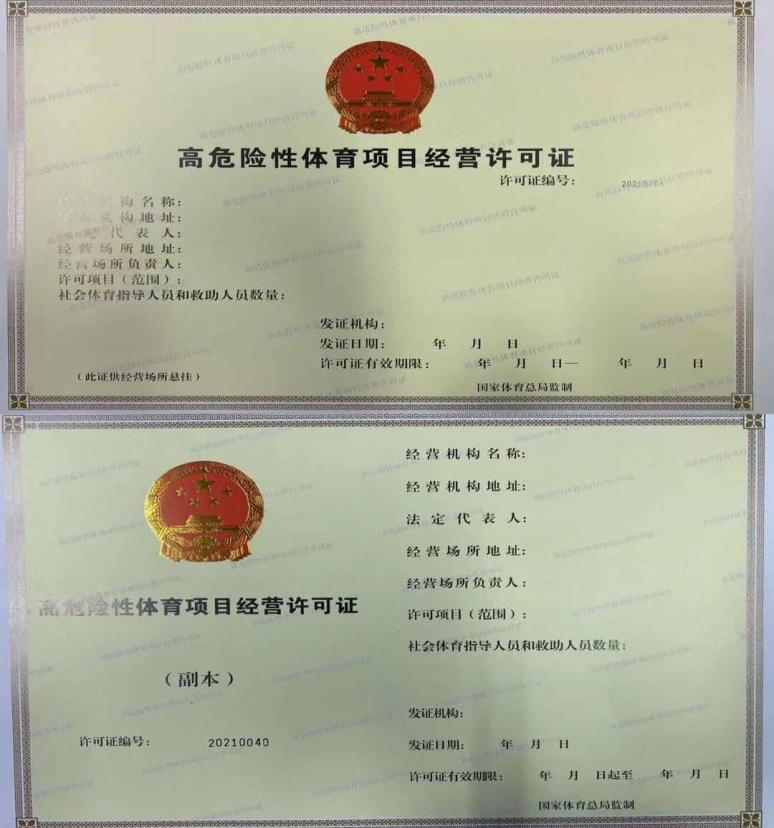 高危险性体育项目经营许可证
许可证编号：
机构名称：
机构地址：
代表人：
经营场所地址：
经营场所负责人：
许可项目（范围）：
社会体育指导人员和救助人员数量：
发证机构：
发证日期： 年 月 日
许可证有效期限： 年 月 日— 年 月 日
（此证供经营场所悬挂）
国家体育总局监制
高危险性体育项目经营许可证
（副本）
许可证编号： 20210040
经营机构名称：
经营机构地址：
法定代表人：
经营场所地址：
经营场所负责人：
许可项目（范围）：
社会体育指导人员和救助人员数量：
发证机构：
发证日期： 年 月 日
许可证有效期限： 年 月 日起至 年 月 日
国家体育总局监制